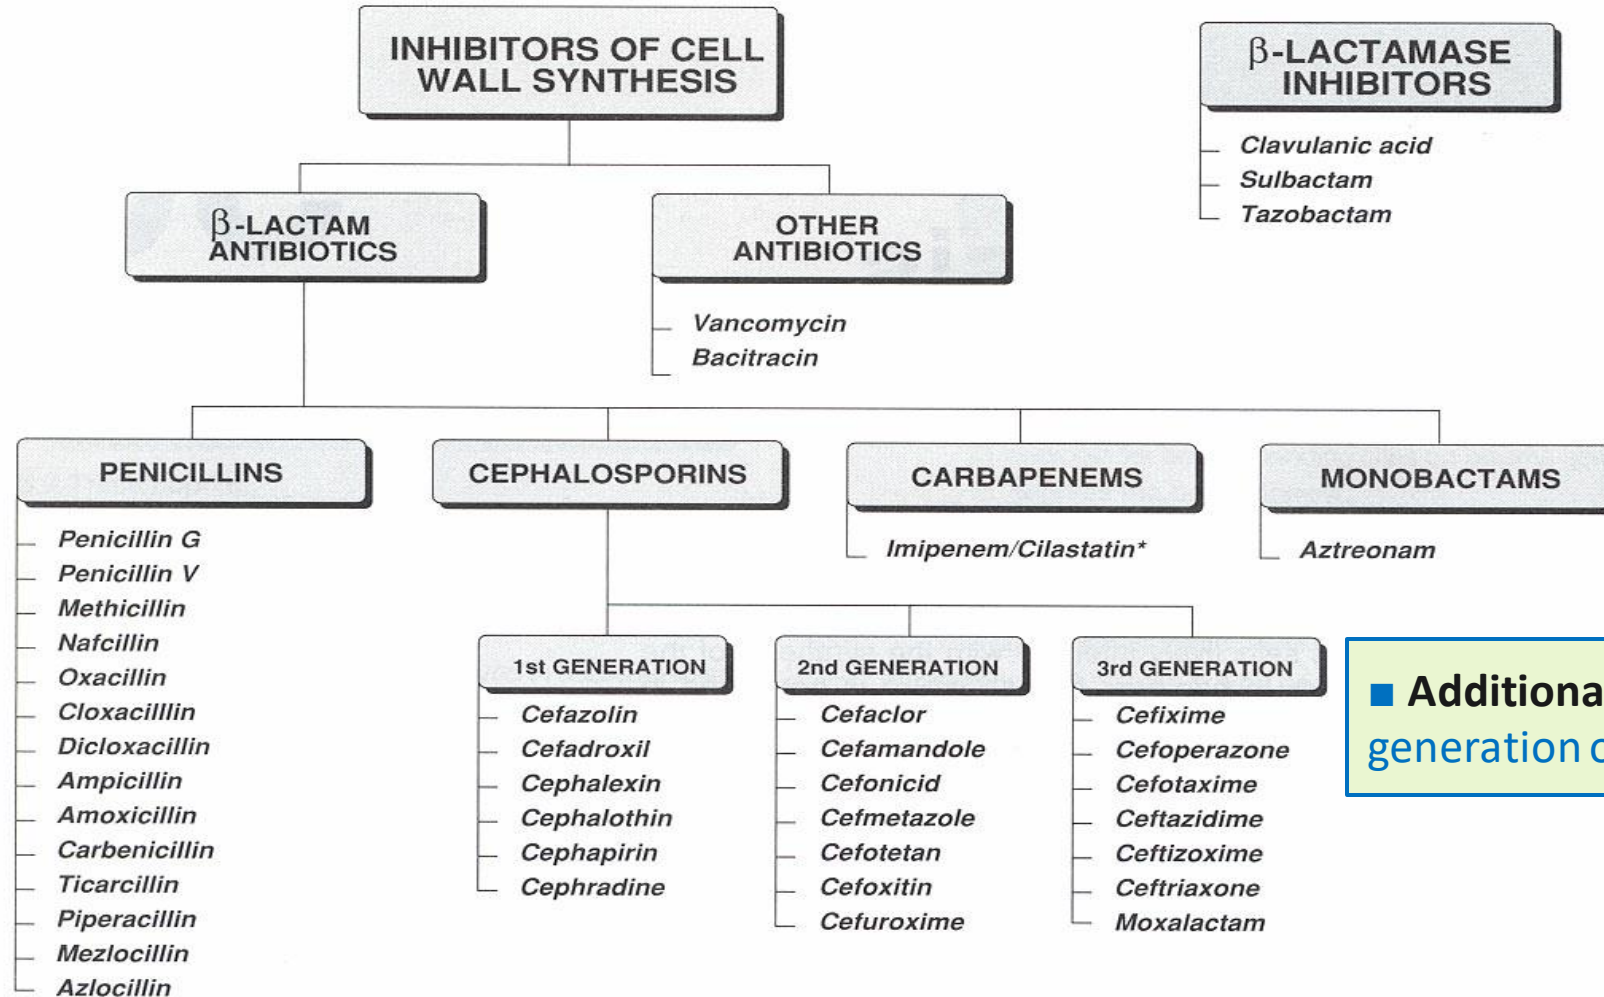 INHIBITORS OF CELL
WALL SYNTHESIS
β-LACTAMASE
INHIBITORS
Clavulanic acid
Sulbactam
Tazobactam
β-LACTAM
ANTIBIOTICS
OTHER
ANTIBIOTICS
Vancomycin
Bacitracin
PENICILLINS
CEPHALOSPORINS
CARBAPENEMS
MONOBACTAMS
Penicillin G
Penicillin V
Methicillin
Nafcillin
Oxacillin
Cloxacilllin
Dicloxacillin
Ampicillin
Amoxicillin
Carbenicillin
Ticarcillin
Piperacillin
Mezlocillin
Azlocillin
Imipenem/Cilastatin*
Aztreonam
1st GENERATION
Cefazolin
Cefadroxil
Cephalexin
Cephalothin
Cephapirin
Cephradine
2nd GENERATION
Cefaclor
Cefamandole
Cefonicid
Cefmetazole
Cefotetan
Cefoxitin
Cefuroxime
3rd GENERATION
Cefixime
Cefoperazone
Cefotaxime
Ceftazidime
Ceftizoxime
Ceftriaxone
Moxalactam
■ Additiona
generation